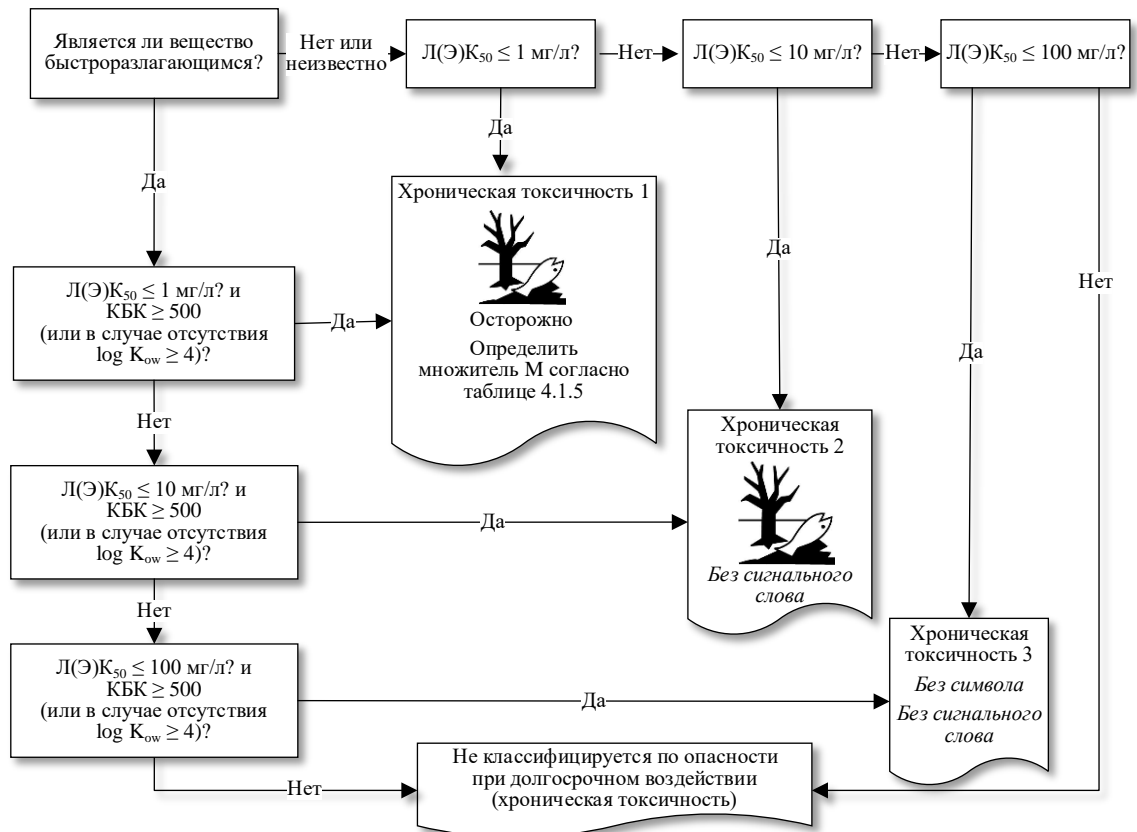 Является ли вещество
быстроразлагающимся?
Нет или
неизвестно
Л(Э)К₅₀ ≤ 1 мг/л?
Нет
Л(Э)К₅₀ ≤ 10 мг/л?
Нет
Л(Э)К₅₀ ≤ 100 мг/л?
Да
Да
Да
Да
Нет
Хроническая токсичность 1
Осторожно
Определить
множитель М согласно
таблице 4.1.5
Л(Э)К₅₀ ≤ 1 мг/л? и
КБК ≥ 500
(или в случае отсутствия
log Kow ≥ 4)?
Да
Нет
Хроническая
токсичность 2
Без сигнального
слова
Л(Э)К₅₀ ≤ 10 мг/л? и
КБК ≥ 500
(или в случае отсутствия
log Kow ≥ 4)?
Да
Нет
Хроническая
токсичность 3
Без символа
Без сигнального
слова
Л(Э)К₅₀ ≤ 100 мг/л? и
КБК ≥ 500
(или в случае отсутствия
log Kow ≥ 4)?
Да
Нет
Не классифицируется по опасности
при долгосрочном воздействии
(хроническая токсичность)